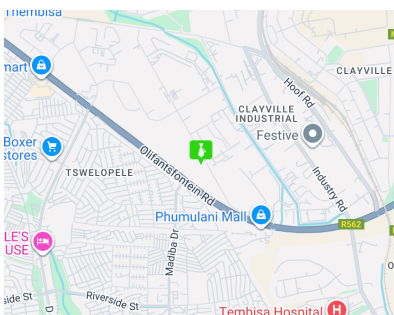 Thembisa
mart
CLAYVILLE
Hoof Rd
CLAYVILLE
INDUSTRIAL
Festive
Boxer
stores
Olifantsfontein Rd
TSWELOPELE
Industry Rd
Phumulani Mall
R562
LE'S
USE
Madiba Dr
side St
Riverside St
Tembisa Hospital
H